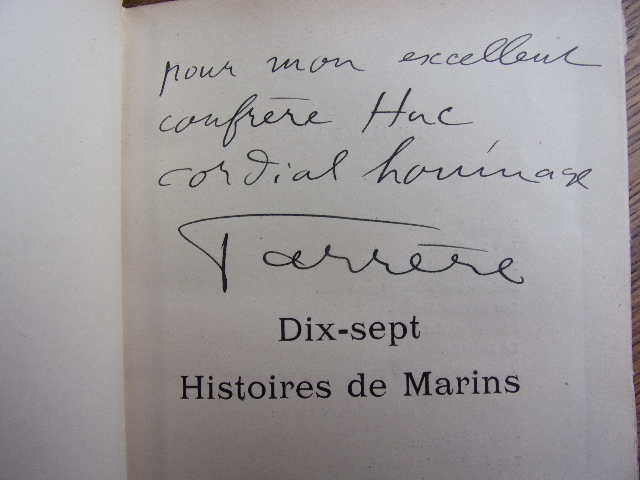 pour mon excellent
confrère Huc
cordial hommage
Farrère
Dix-sept
Histoires de Marins